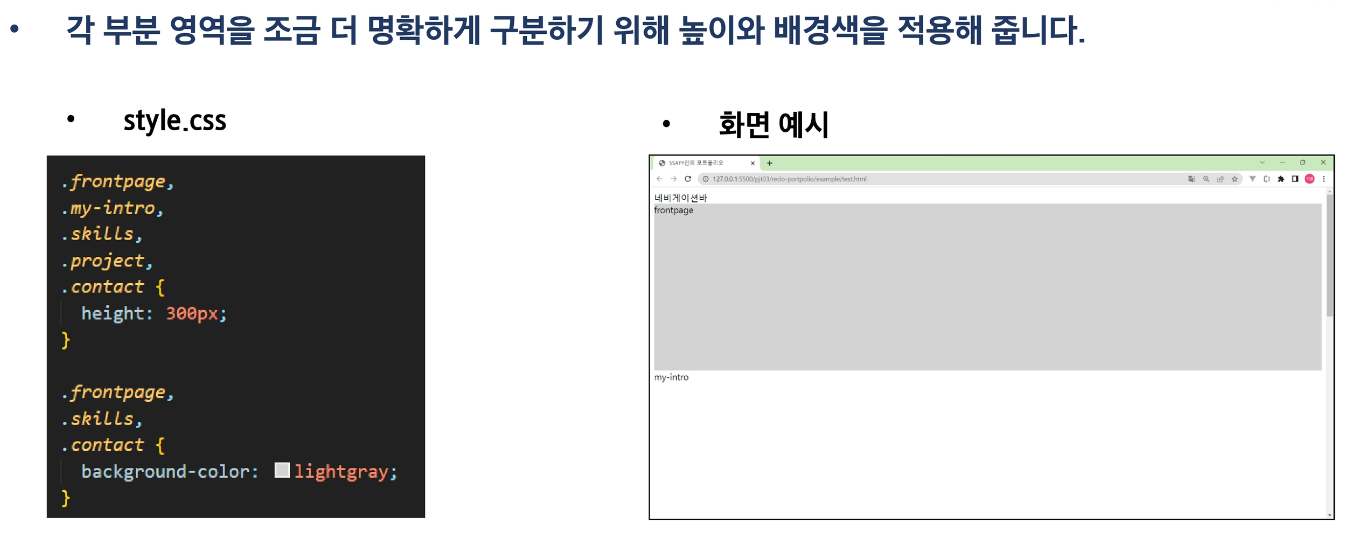 • 각 부분 영역을 조금 더 명확하게 구분하기 위해 높이와 배경색을 적용해 줍니다.
• style.css
.frontpage,
.my-intro,
.skills,
.project,
.contact {
height: 300px;
}
.frontpage,
.skills,
.contact {
background-color: lightgray;
}
• 화면 예시
SSAFY인의 포트폴리오
127.0.0.1:5500/pjt03/redo-portpolio/example/test.html
네비게이션바
frontpage
my-intro